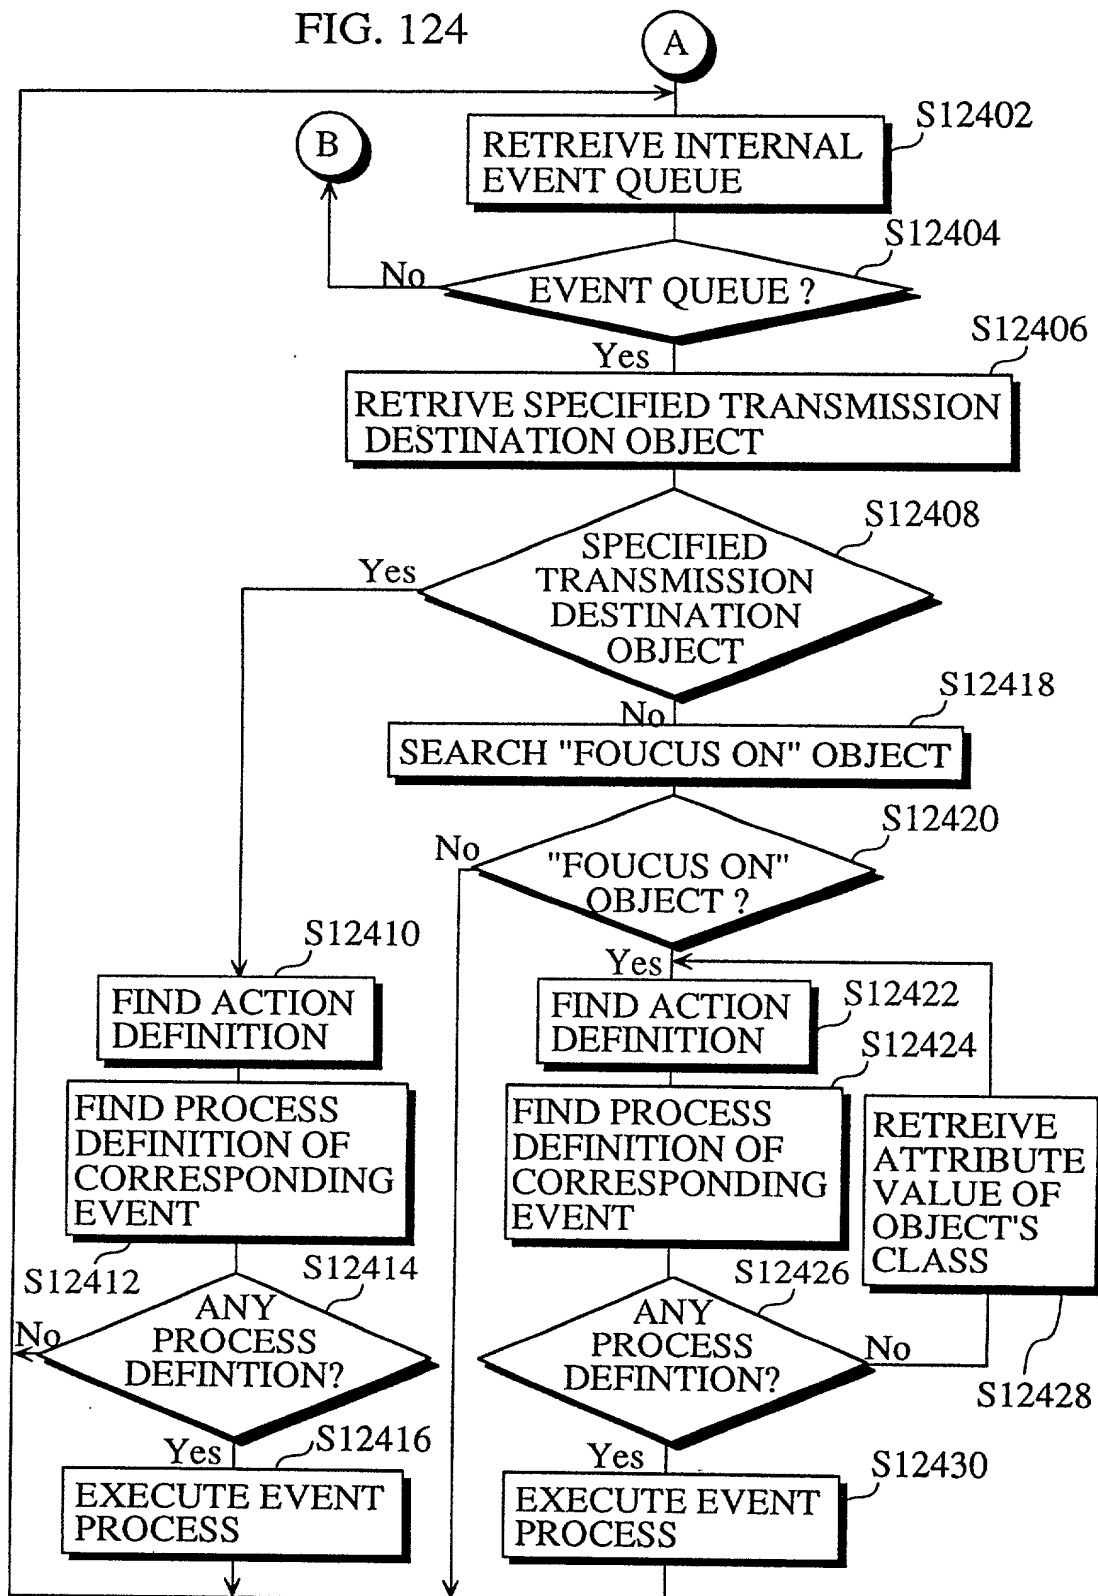 FIG. 124
A
S12402
B
RETREIVE INTERNAL
EVENT QUEUE
S12404
No
EVENT QUEUE ?
S12406
Yes
RETRIVE SPECIFIED TRANSMISSION
DESTINATION OBJECT
S12408
Yes
SPECIFIED
TRANSMISSION
DESTINATION
OBJECT
S12418
No
SEARCH "FOUCUS ON" OBJECT
S12420
No
"FOUCUS ON"
OBJECT ?
S12410
Yes
FIND ACTION
DEFINITION
FIND ACTION
DEFINITION
S12422
S12424
FIND PROCESS
DEFINITION OF
CORRESPONDING
EVENT
FIND PROCESS
DEFINITION OF
CORRESPONDING
EVENT
RETREIVE
ATTRIBUTE
VALUE OF
OBJECT'S
CLASS
S12412
S12414
S12426
No
ANY
PROCESS
DEFINTION?
ANY
PROCESS
DEFINTION?
No
S12428
Yes
S12416
Yes
S12430
EXECUTE EVENT
PROCESS
EXECUTE EVENT
PROCESS